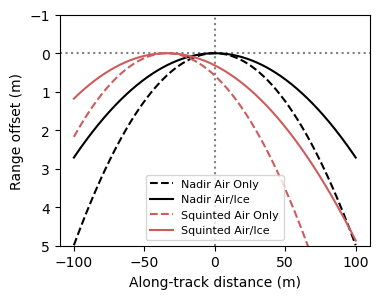 −1
0
1
2
3
4
5
Range offset (m)
−100
−50
0
50
100
Along-track distance (m)
Nadir Air Only
Nadir Air/Ice
Squinted Air Only
Squinted Air/Ice